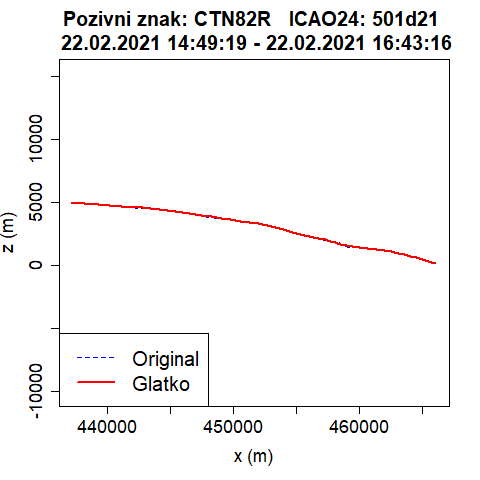 Pozivni znak: CTN82R   ICAO24: 501d21
22.02.2021 14:49:19 - 22.02.2021 16:43:16
z (m)
10000
5000
0
-10000
Original
Glatko
440000
450000
460000
x (m)